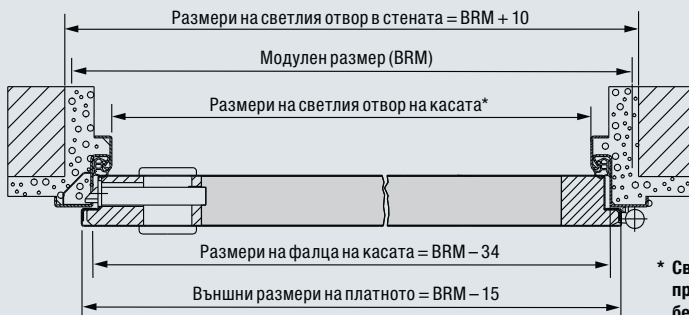 Размери на светлия отвор в стената = BRM + 10
Модулен размер (BRM)
Размери на светлия отвор на касата*
Размери на фалца на касата = BRM – 34
Външни размери на платното = BRM – 15
* Св
пр
бе